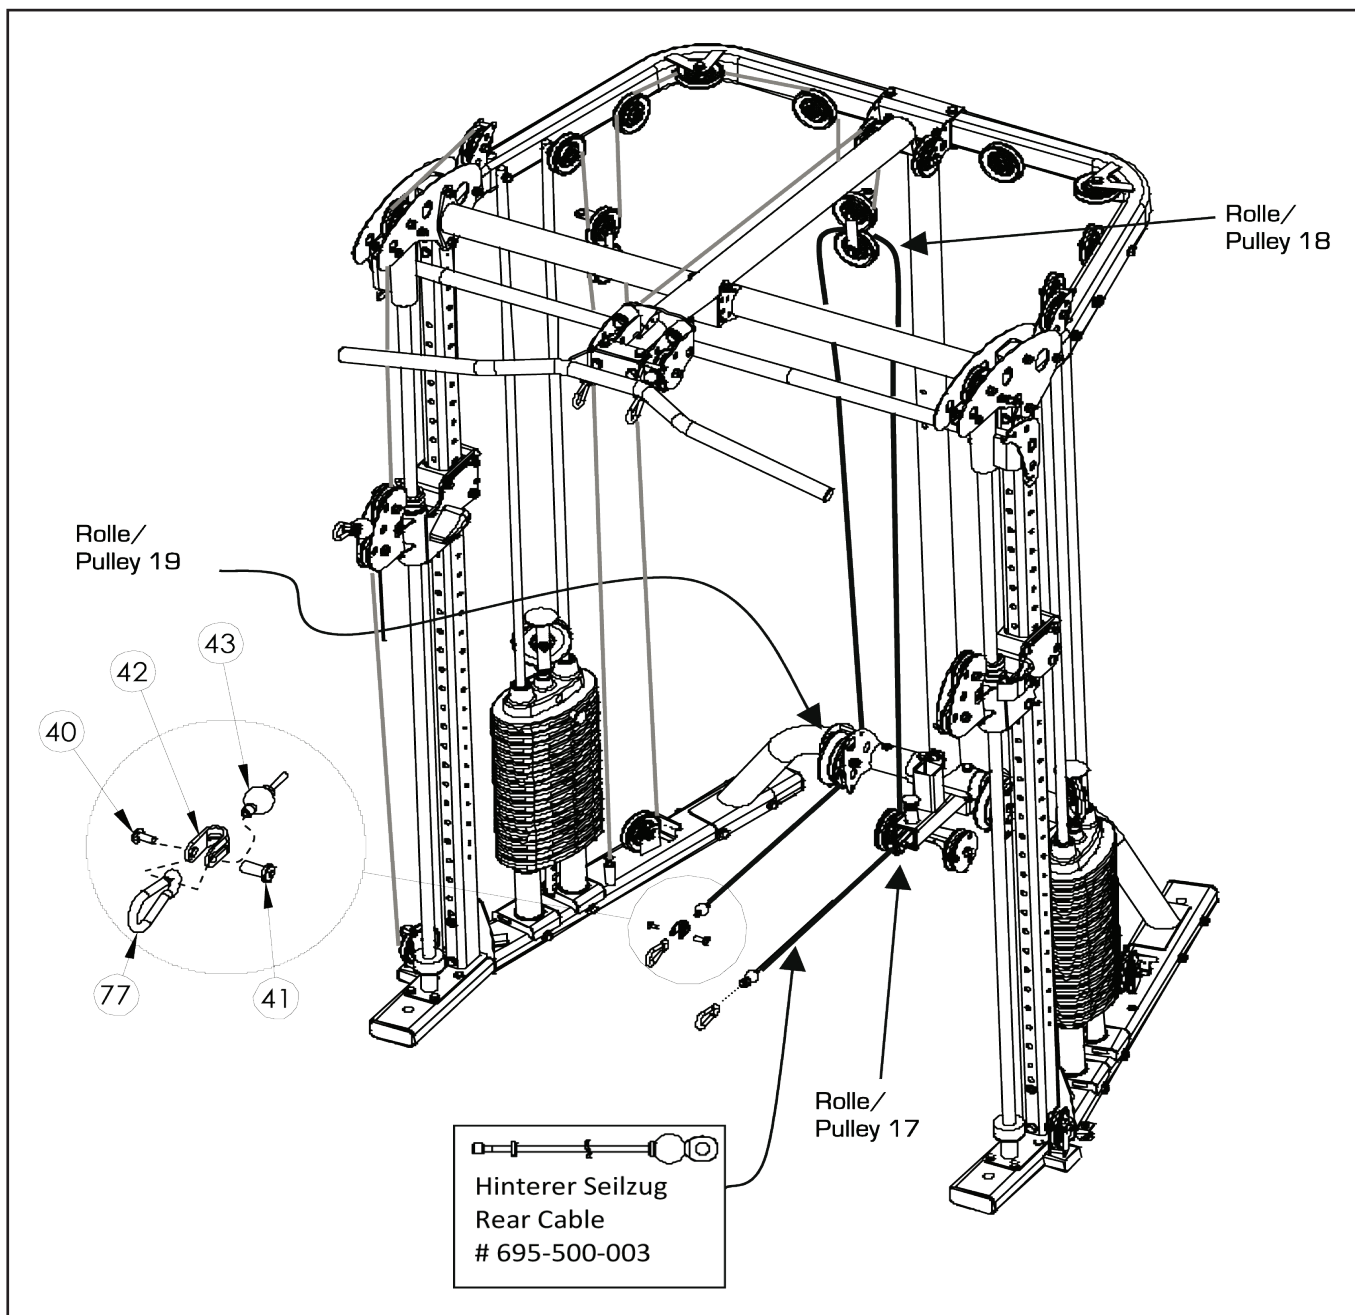 Rolle/
Pulley 18
Rolle/
Pulley 19
43
42
40
77
41
Rolle/
Pulley 17
Hinterer Seilzug
Rear Cable
# 695-500-003